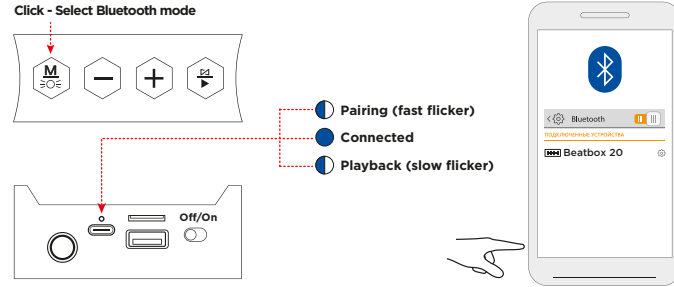 Click - Select Bluetooth mode
M
Pairing (fast flicker)
Connected
Playback (slow flicker)
Off/On
Bluetooth
ПОДКЛЮЧЕННЫЕ УСТРОЙСТВА
Beatbox 20